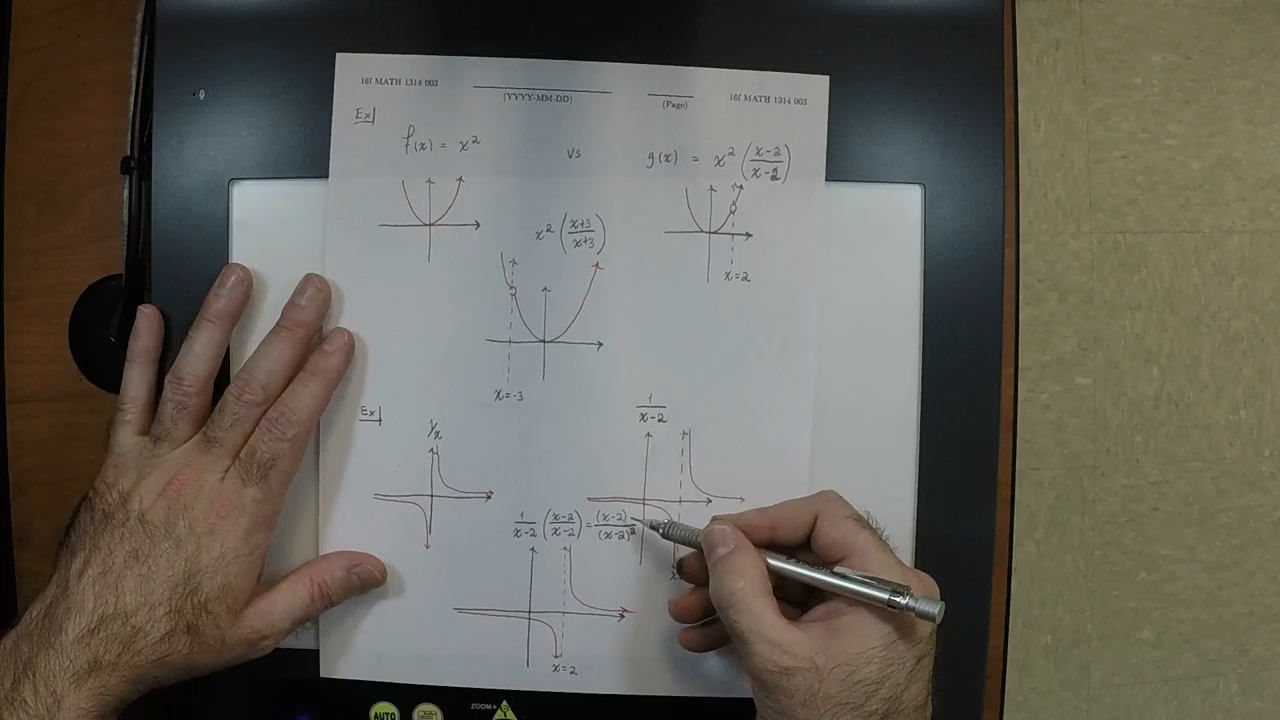 16f MATH 1314 003
(YYYY-MM-DD)
(Page)
16f MATH 1314 003
Ex|
f(x) = x²
vs
g(x) = x² (x-2 / x-2)
x² (x+3 / x+3)
x=2
x=-3
Ex|
1/x
1 / x-2
1 / x-2 (x-2 / x-2) = (x-2) / (x-2)²
x=2
AUTO
ZOOM+